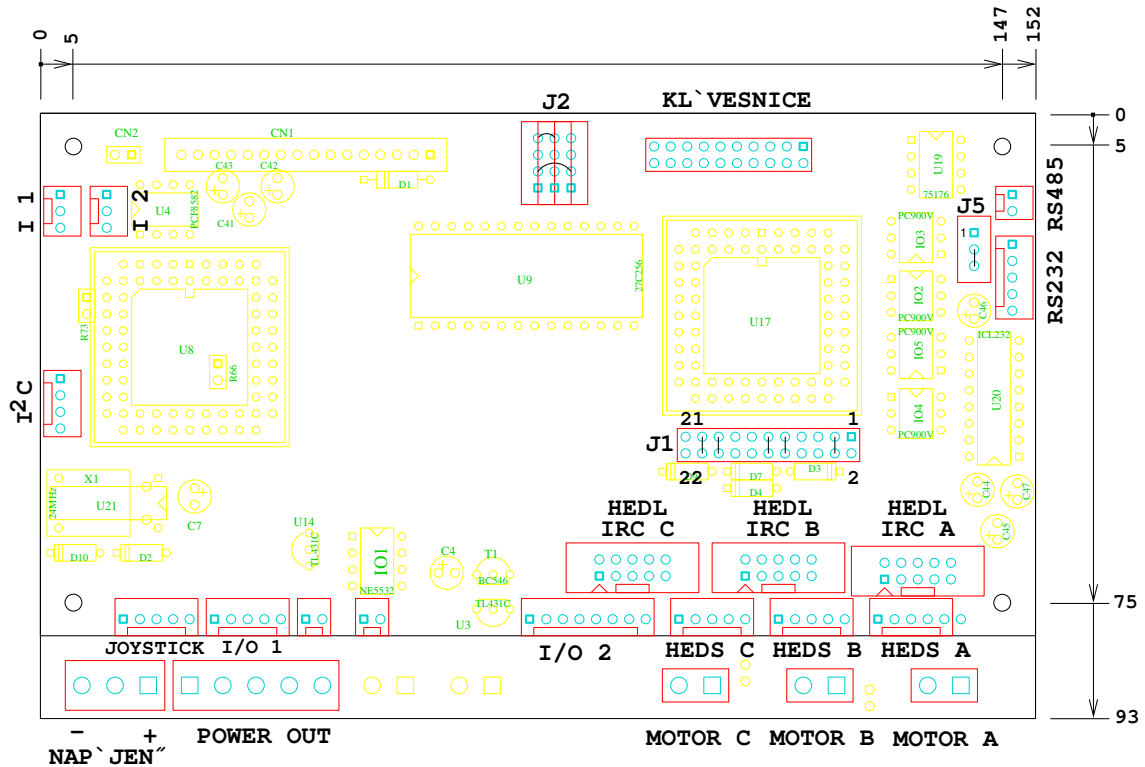 0
5
147
152
J2
KL`VESNICE
0
5
CN2
CN1
U19
C43
C42
D1
75176
RS485
I 1
I 2
U4
PCF8582
C41
J5
1
PC900V
IO3
U9
27C256
RS232
IO2
PC900V
C46
R73
U8
U17
PC900V
ICL232
IO5
R66
I²C
U20
IO4
PC900V
21
1
J1
22
2
D7
D3
D4
X1
24MHz
U21
C7
C44
C47
C45
U14
TL431C
HEDL
IRC C
HEDL
IRC B
HEDL
IRC A
D10
D2
IO1
NE5532
C4
T1
BC546
TL431C
U3
75
JOYSTICK
I/O 1
I/O 2
HEDS C
HEDS B
HEDS A
93
-
+
NAP`JEN˝
POWER OUT
MOTOR C
MOTOR B
MOTOR A